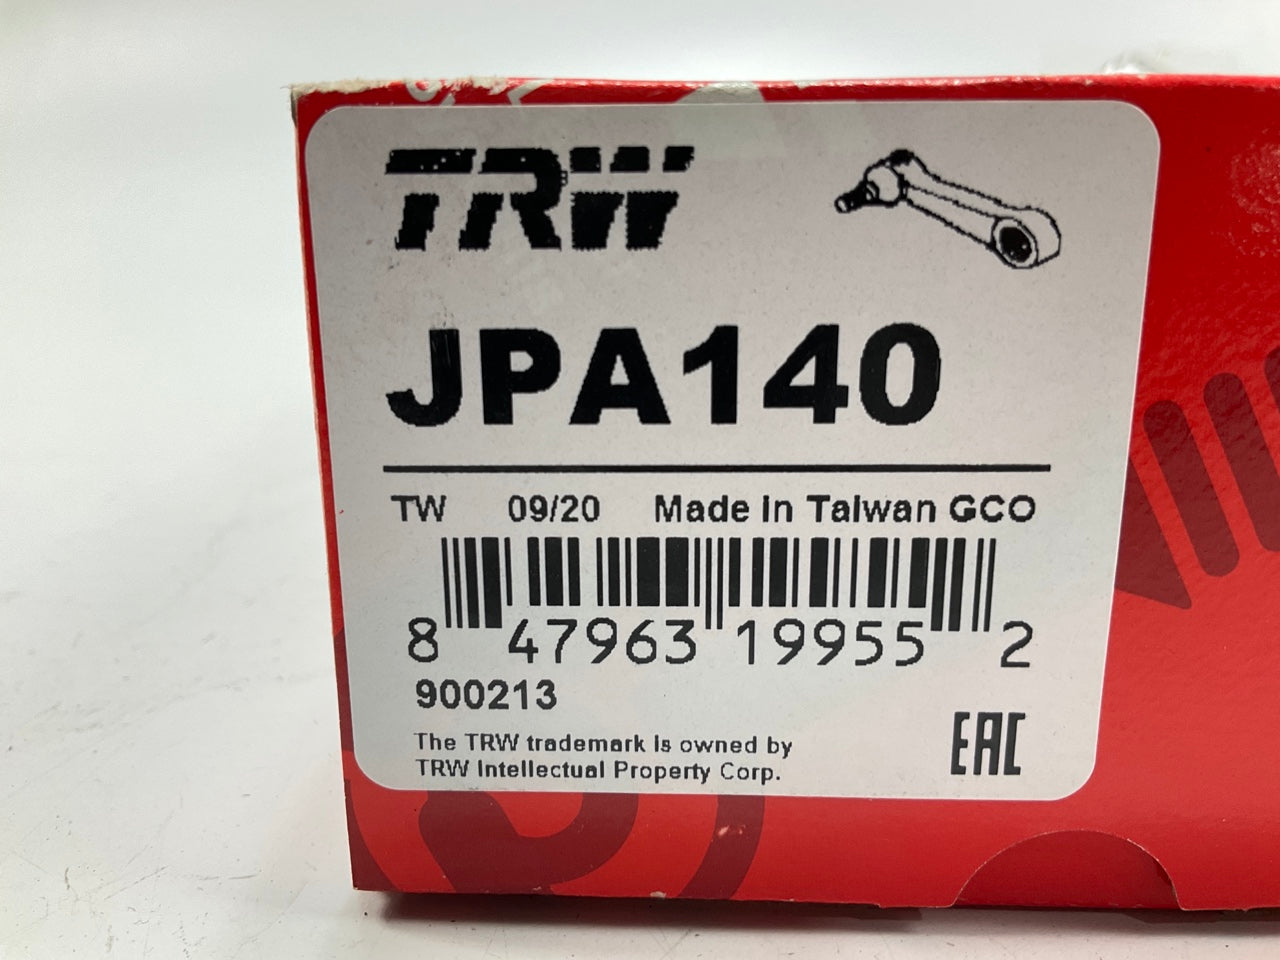 TRW
JPA140
TW 09/20 Made in Taiwan GCO
8 47963 19955 2
900213
The TRW trademark is owned by
TRW Intellectual Property Corp.
EAC